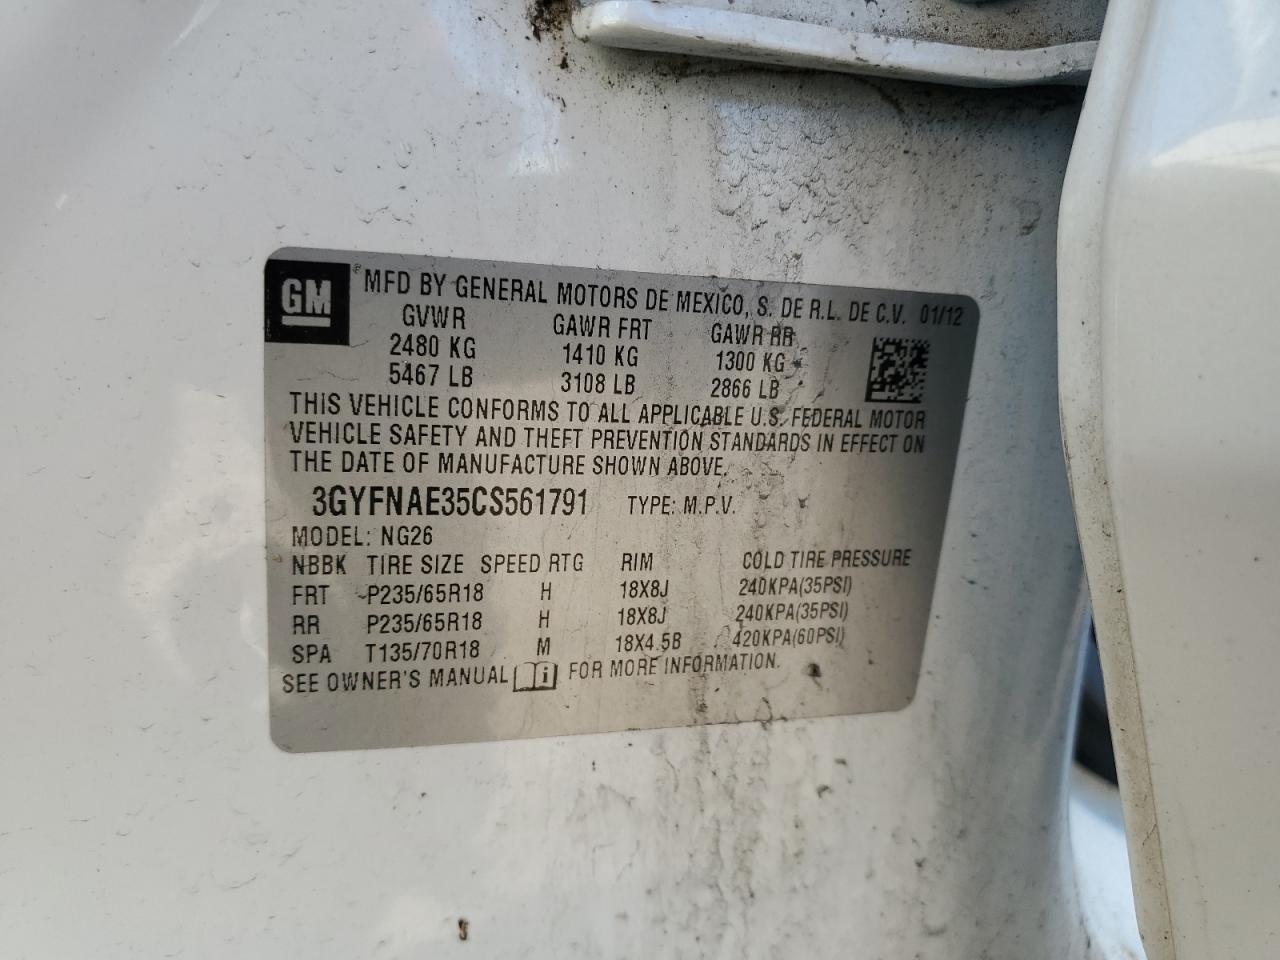 GM ® MFD BY GENERAL MOTORS DE MEXICO, S. DE R.L. DE C.V. 01/12
GVWR GAWR FRT GAWR RR
2480 KG 1410 KG 1300 KG
5467 LB 3108 LB 2866 LB
THIS VEHICLE CONFORMS TO ALL APPLICABLE U.S. FEDERAL MOTOR
VEHICLE SAFETY AND THEFT PREVENTION STANDARDS IN EFFECT ON
THE DATE OF MANUFACTURE SHOWN ABOVE.
3GYFNAE35CS561791 TYPE: M.P.V.
MODEL: NG26
NBBK TIRE SIZE SPEED RTG RIM COLD TIRE PRESSURE
FRT P235/65R18 H 18X8J 240KPA(35PSI)
RR P235/65R18 H 18X8J 240KPA(35PSI)
SPA T135/70R18 M 18X4.5B 420KPA(60PSI)
SEE OWNER'S MANUAL i FOR MORE INFORMATION.